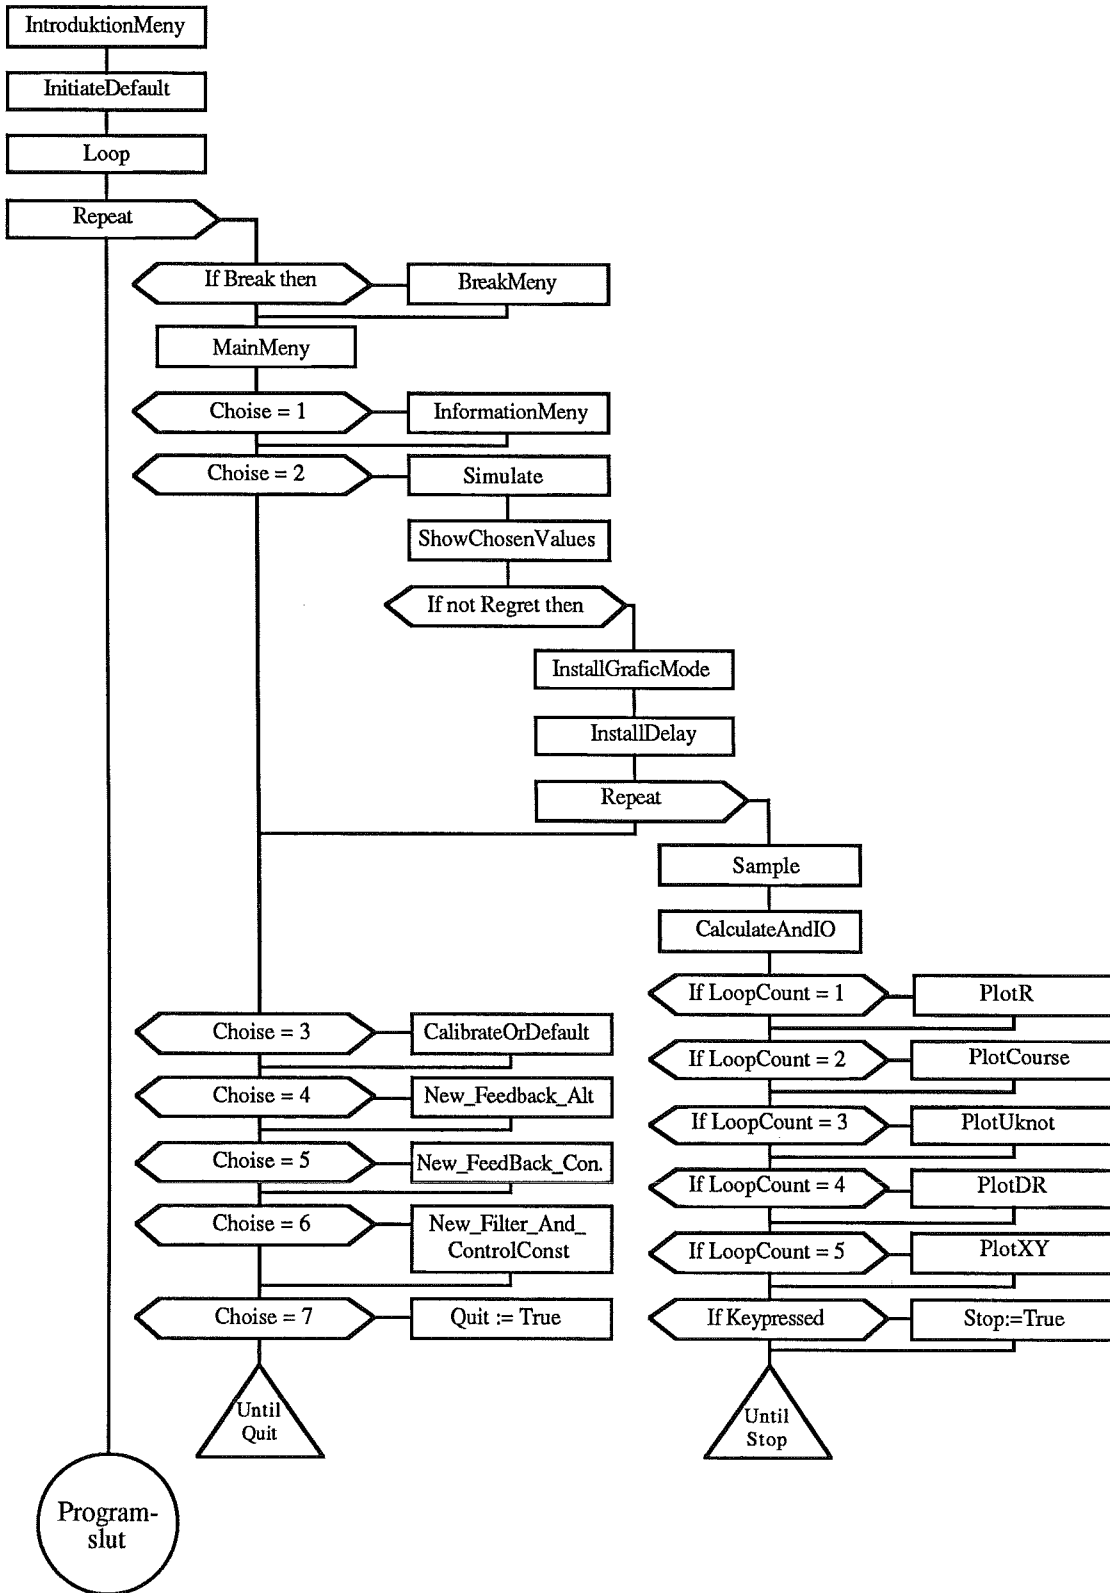 IntroduktionMeny
InitiateDefault
Loop
Repeat
If Break then
BreakMeny
MainMeny
Choise = 1
InformationMeny
Choise = 2
Simulate
ShowChosenValues
If not Regret then
InstallGraficMode
InstallDelay
Repeat
Sample
CalculateAndIO
If LoopCount = 1
PlotR
If LoopCount = 2
PlotCourse
If LoopCount = 3
PlotUknot
If LoopCount = 4
PlotDR
If LoopCount = 5
PlotXY
If Keypressed
Stop:=True
Until
Stop
Choise = 3
CalibrateOrDefault
Choise = 4
New_Feedback_Alt
Choise = 5
New_FeedBack_Con.
Choise = 6
New_Filter_And_
ControlConst
Choise = 7
Quit := True
Until
Quit
Program-
slut